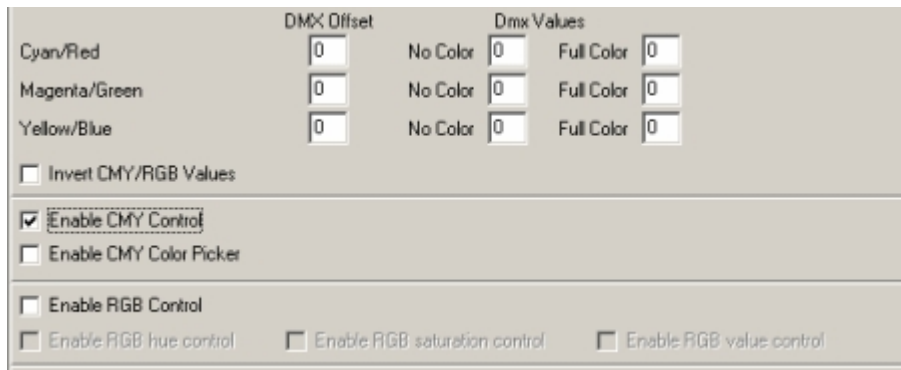 DMX Offset Dmx Values
Cyan/Red 0 No Color 0 Full Color 0
Magenta/Green 0 No Color 0 Full Color 0
Yellow/Blue 0 No Color 0 Full Color 0
Invert CMY/RGB Values
Enable CMY Control
Enable CMY Color Picker
Enable RGB Control
Enable RGB hue control Enable RGB saturation control Enable RGB value control